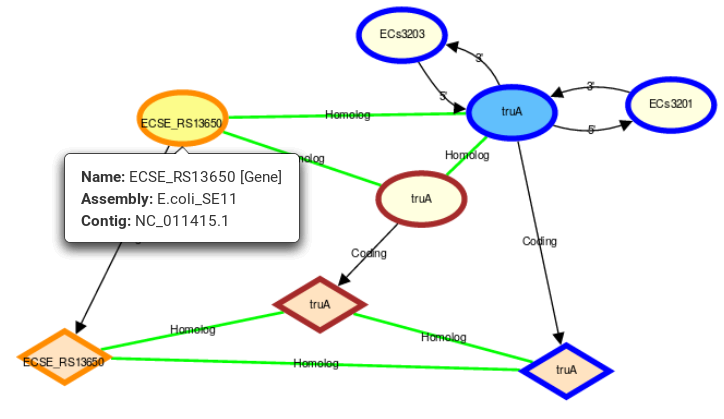 ECs3203
3'
5'
3'
5'
ECs3201
truA
ECSE_RS13650
Homolog
Homolog
truA
Name: ECSE_RS13650 [Gene]
Assembly: E.coli_SE11
Contig: NC_011415.1
Coding
Coding
truA
Homolog
Homolog
ECSE_RS13650
Homolog
truA